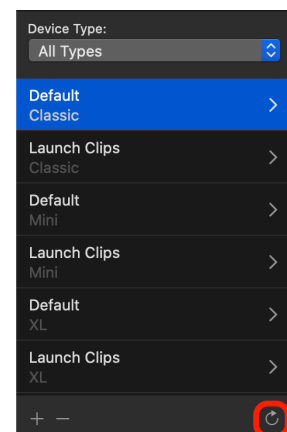 Device Type:
All Types
Default
Classic
Launch Clips
Classic
Default
Mini
Launch Clips
Mini
Default
XL
Launch Clips
XL